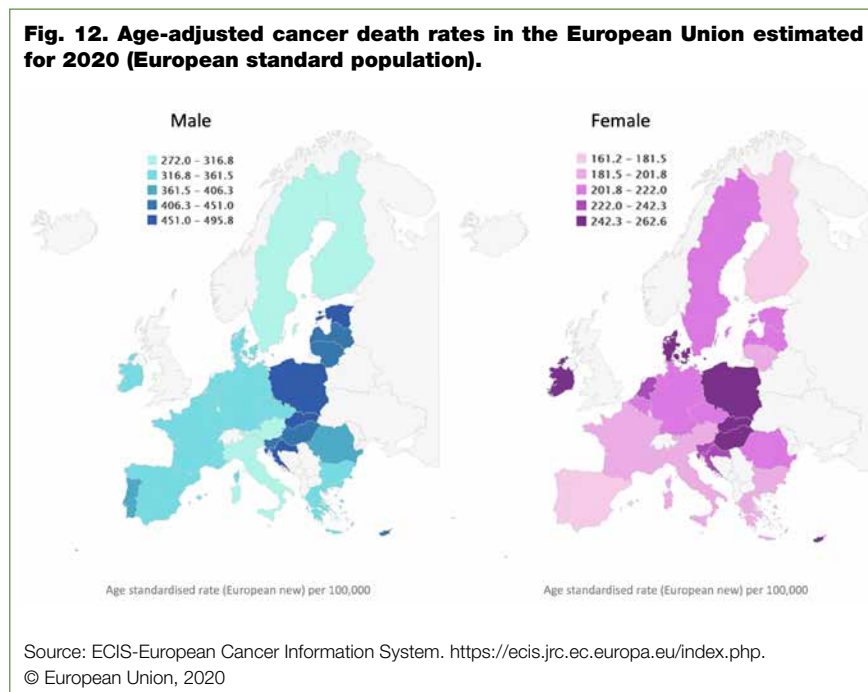 Fig. 12. Age-adjusted cancer death rates in the European Union estimated
for 2020 (European standard population).
Male
272.0 – 316.8
316.8 – 361.5
361.5 – 406.3
406.3 – 451.0
451.0 – 495.8
Age standardised rate (European new) per 100,000
Female
161.2 – 181.5
181.5 – 201.8
201.8 – 222.0
222.0 – 242.3
242.3 – 262.6
Age standardised rate (European new) per 100,000
Source: ECIS-European Cancer Information System. https://ecis.jrc.ec.europa.eu/index.php.
© European Union, 2020